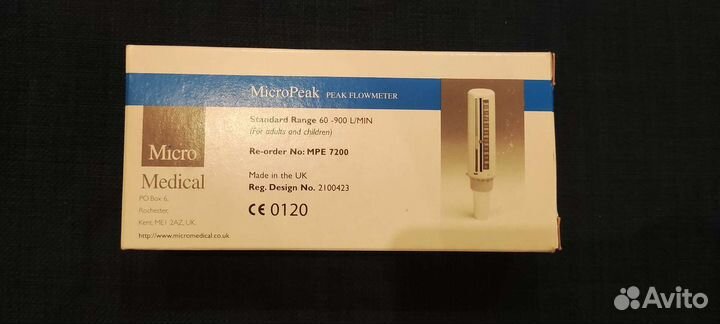 MicroPeak PEAK FLOWMETER
Standard Range 60 -900 L/MIN
(For adults and children)
Re-order No: MPE 7200
Made in the UK
Reg. Design No. 2100423
CE 0120
Micro
Medical
PO Box 6,
Rochester,
Kent, ME1 2AZ, UK.
http://www.micromedical.co.uk
Avito